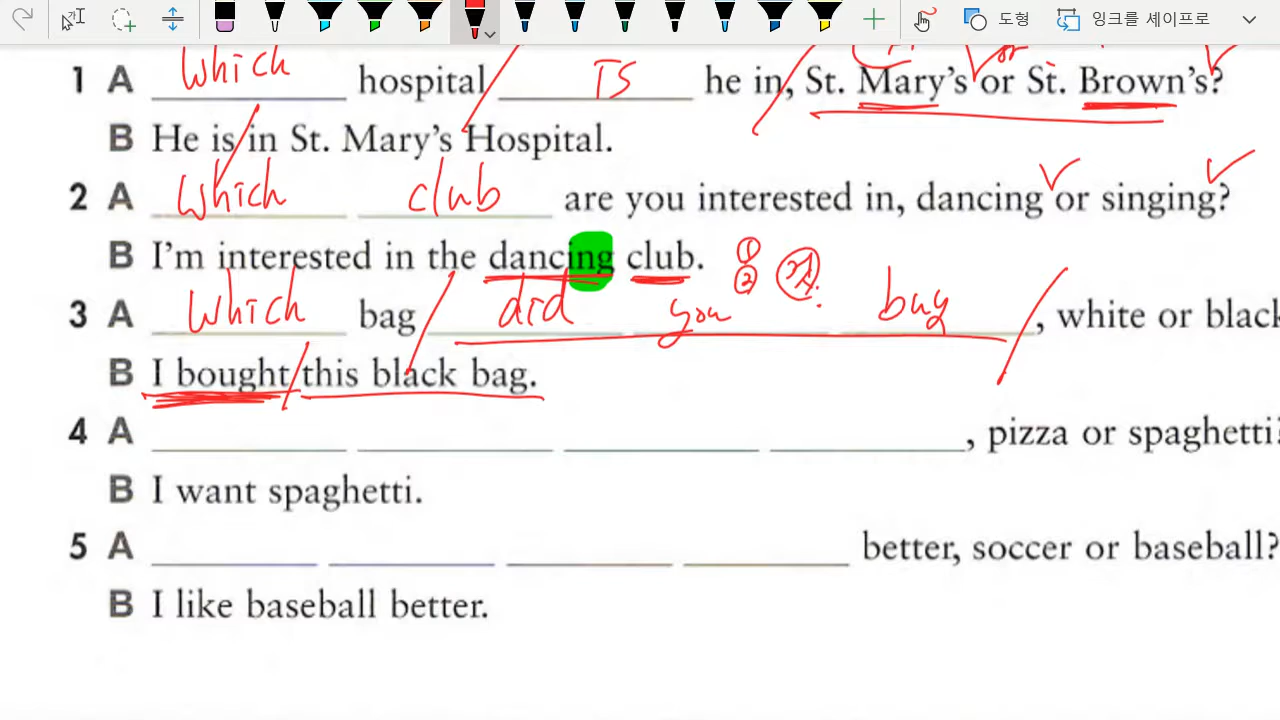 도형 잉크를 셰이프로
1 A Which hospital is he in, St. Mary's or St. Brown's?
or
B He is in St. Mary's Hospital.
2 A Which club are you interested in, dancing or singing?
B I'm interested in the dancing club. ① ②
3 A Which bag did you buy, white or black
B I bought this black bag.
4 A , pizza or spaghetti?
B I want spaghetti.
5 A better, soccer or baseball?
B I like baseball better.